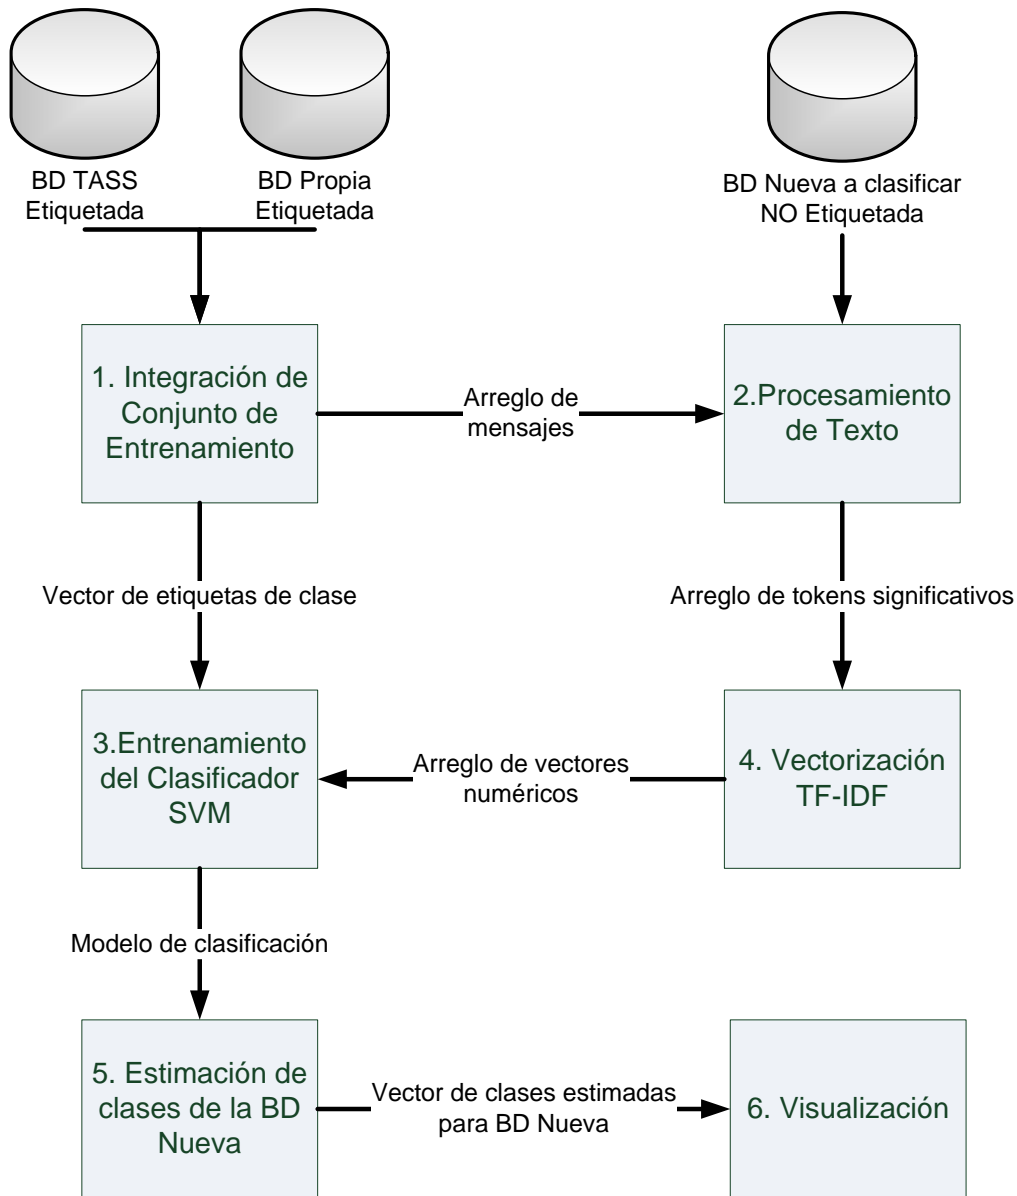 BD TASS
Etiquetada
BD Propia
Etiquetada
BD Nueva a clasificar
NO Etiquetada
1. Integración de
Conjunto de
Entrenamiento
Arreglo de
mensajes
2.Procesamiento
de Texto
Vector de etiquetas de clase
Arreglo de tokens significativos
3.Entrenamiento
del Clasificador
SVM
Arreglo de vectores
numéricos
4. Vectorización
TF-IDF
Modelo de clasificación
5. Estimación de
clases de la BD
Nueva
Vector de clases estimadas
para BD Nueva
6. Visualización